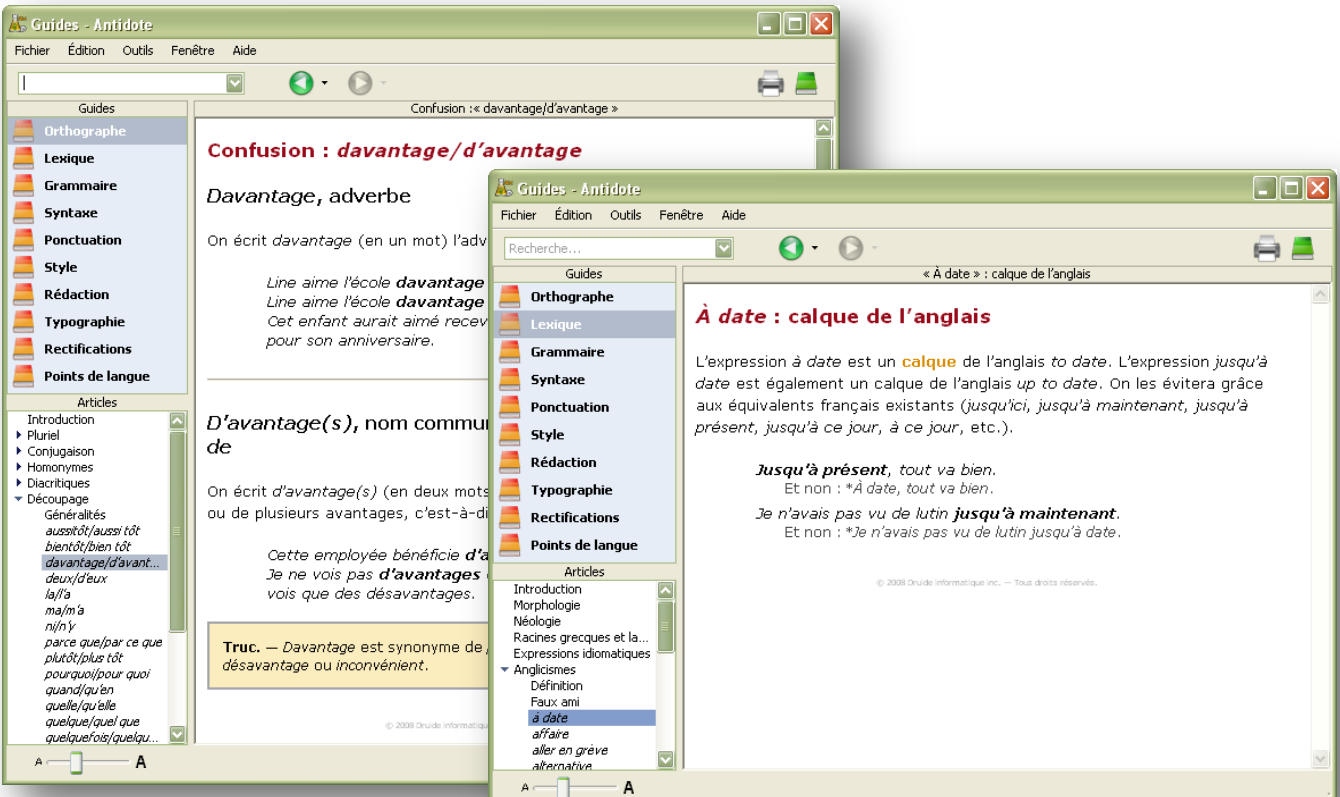 Guides - Antidote
Fichier Édition Outils Fenêtre Aide
Guides
Confusion :« davantage/d'avantage »
Orthographe
Lexique
Grammaire
Syntaxe
Ponctuation
Style
Rédaction
Typographie
Rectifications
Points de langue
Articles
Introduction
Pluriel
Conjugaison
Homonymes
Diacritiques
Découpage
Généralités
aussitôt/aussi tôt
bientôt/bien tôt
davantage/d'avant...
deux/d'eux
la/l'a
ma/m'a
ni/n'y
parce que/par ce que
plutôt/plus tôt
pourquoi/pour quoi
quand/qu'en
quelle/qu'elle
quelque/quel que
quelquefois/quelqu...
A A
Confusion : davantage/d'avantage
Davantage, adverbe
On écrit davantage (en un mot) l'adv
Line aime l'école davantage
Line aime l'école davantage
Cet enfant aurait aimé recev
pour son anniversaire.
D'avantage(s), nom commu
de
On écrit d'avantage(s) (en deux mots
ou de plusieurs avantages, c'est-à-di
Cette employée bénéficie d'a
Je ne vois pas d'avantages
vois que des désavantages.
Truc. — Davantage est synonyme de
désavantage ou inconvénient.
© 2008 Druide informatiq
Guides - Antidote
Fichier Édition Outils Fenêtre Aide
Recherche...
Guides
« À date » : calque de l'anglais
Orthographe
Lexique
Grammaire
Syntaxe
Ponctuation
Style
Rédaction
Typographie
Rectifications
Points de langue
Articles
Introduction
Morphologie
Néologie
Racines grecques et la...
Expressions idiomatiques
Anglicismes
Définition
Faux ami
à date
affaire
aller en grève
alternative
A A
À date : calque de l'anglais
L'expression à date est un calque de l'anglais to date. L'expression jusqu'à
date est également un calque de l'anglais up to date. On les évitera grâce
aux équivalents français existants (jusqu'ici, jusqu'à maintenant, jusqu'à
présent, jusqu'à ce jour, à ce jour, etc.).
Jusqu'à présent, tout va bien.
Et non : *À date, tout va bien.
Je n'avais pas vu de lutin jusqu'à maintenant.
Et non : *Je n'avais pas vu de lutin jusqu'à date.
© 2008 Druide informatique inc. — Tous droits réservés.